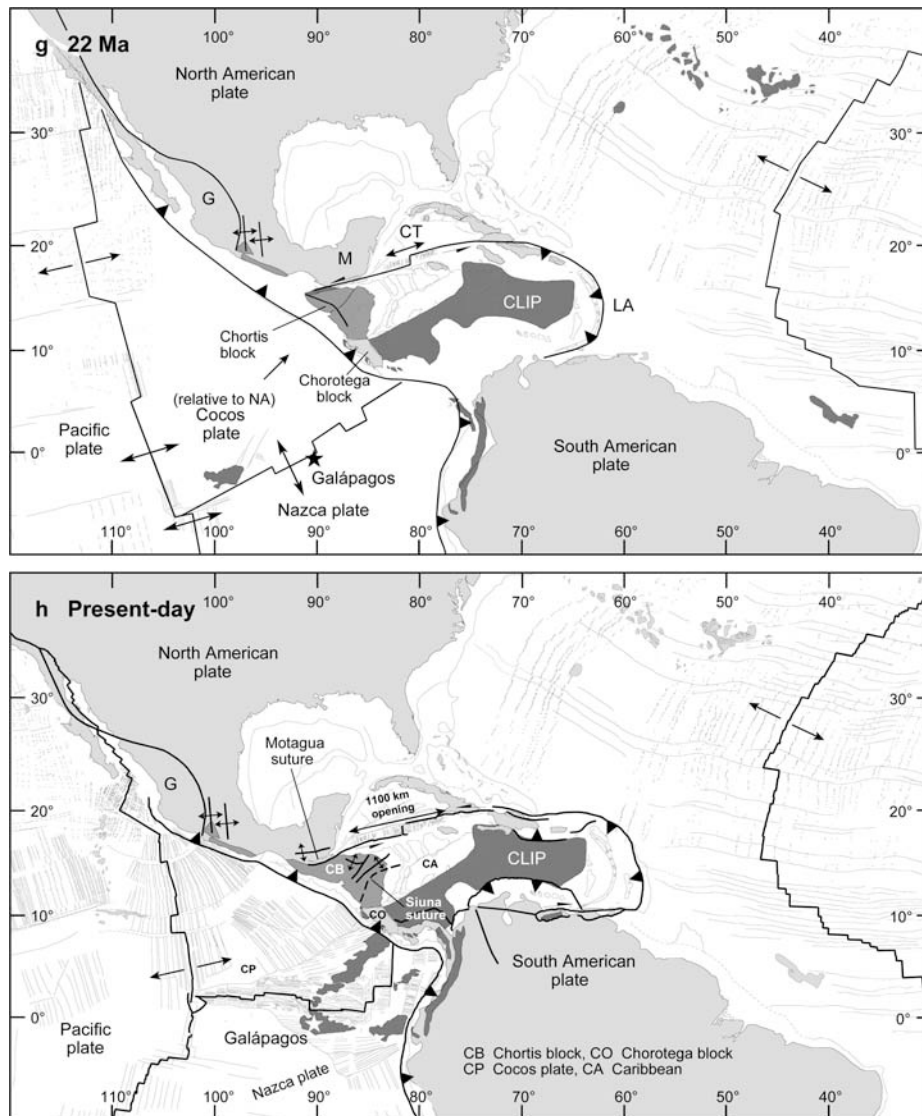 g 22 Ma
100° 90° 80° 70° 60° 50° 40°
North American
plate
30°
30°
G
CT
20°
20°
M
CLIP
LA
Chortis
block
10°
10°
Chorotega
block
(relative to NA)
Cocos
plate
Pacific
plate
South American
plate
0°
0°
Galápagos
Nazca plate
110° 100° 90° 80° 70° 60° 50° 40°
h Present-day
100° 90° 80° 70° 60° 50° 40°
North American
plate
30°
30°
Motagua
suture
G
1100 km
opening
20°
20°
CLIP
CB
CA
Siuna
suture
CO
10°
10°
South American
plate
CP
Pacific
plate
0°
0°
Galápagos
CB Chortis block, CO Chorotega block
CP Cocos plate, CA Caribbean
Nazca plate
110° 100° 90° 80° 70° 60° 50° 40°